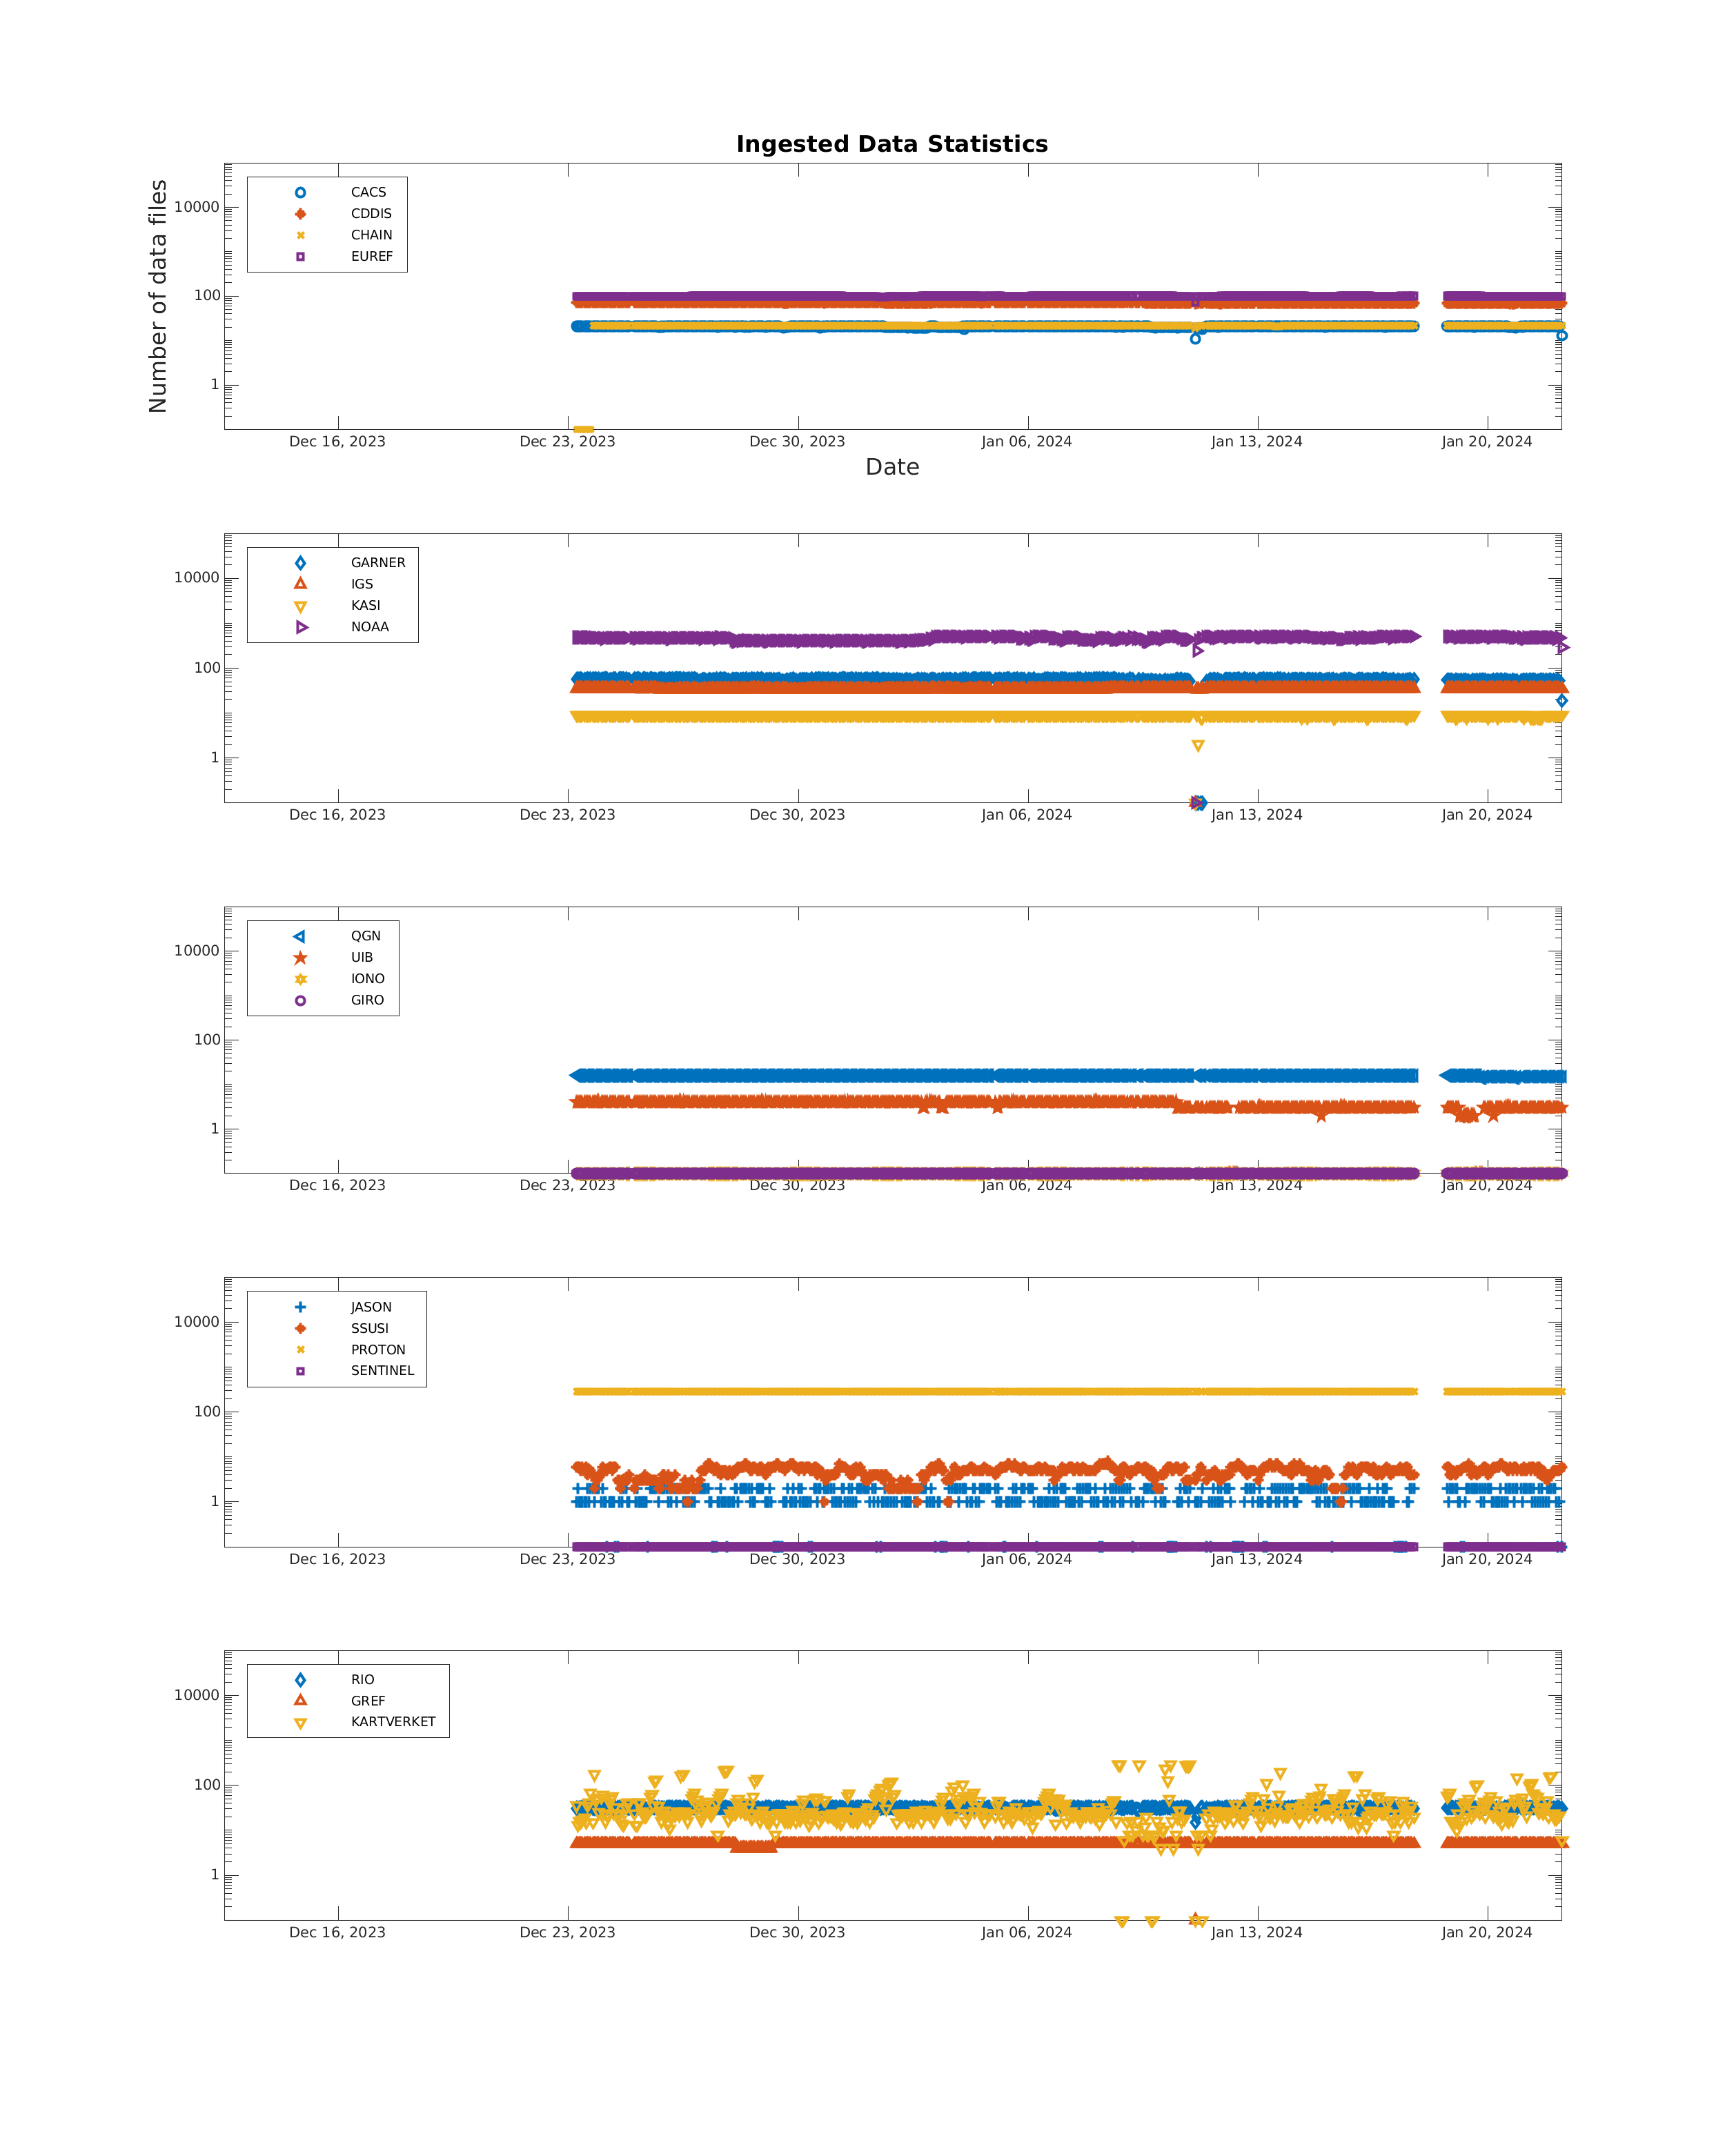 Ingested Data Statistics
Number of data files
CACS
CDDIS
CHAIN
EUREF
10000
100
1
Dec 16, 2023 Dec 23, 2023 Dec 30, 2023 Jan 06, 2024 Jan 13, 2024 Jan 20, 2024
Date
GARNER
IGS
KASI
NOAA
10000
100
1
Dec 16, 2023 Dec 23, 2023 Dec 30, 2023 Jan 06, 2024 Jan 13, 2024 Jan 20, 2024
QGN
UIB
IONO
GIRO
10000
100
1
Dec 16, 2023 Dec 23, 2023 Dec 30, 2023 Jan 06, 2024 Jan 13, 2024 Jan 20, 2024
JASON
SSUSI
PROTON
SENTINEL
10000
100
1
Dec 16, 2023 Dec 23, 2023 Dec 30, 2023 Jan 06, 2024 Jan 13, 2024 Jan 20, 2024
RIO
GREF
KARTVERKET
10000
100
1
Dec 16, 2023 Dec 23, 2023 Dec 30, 2023 Jan 06, 2024 Jan 13, 2024 Jan 20, 2024